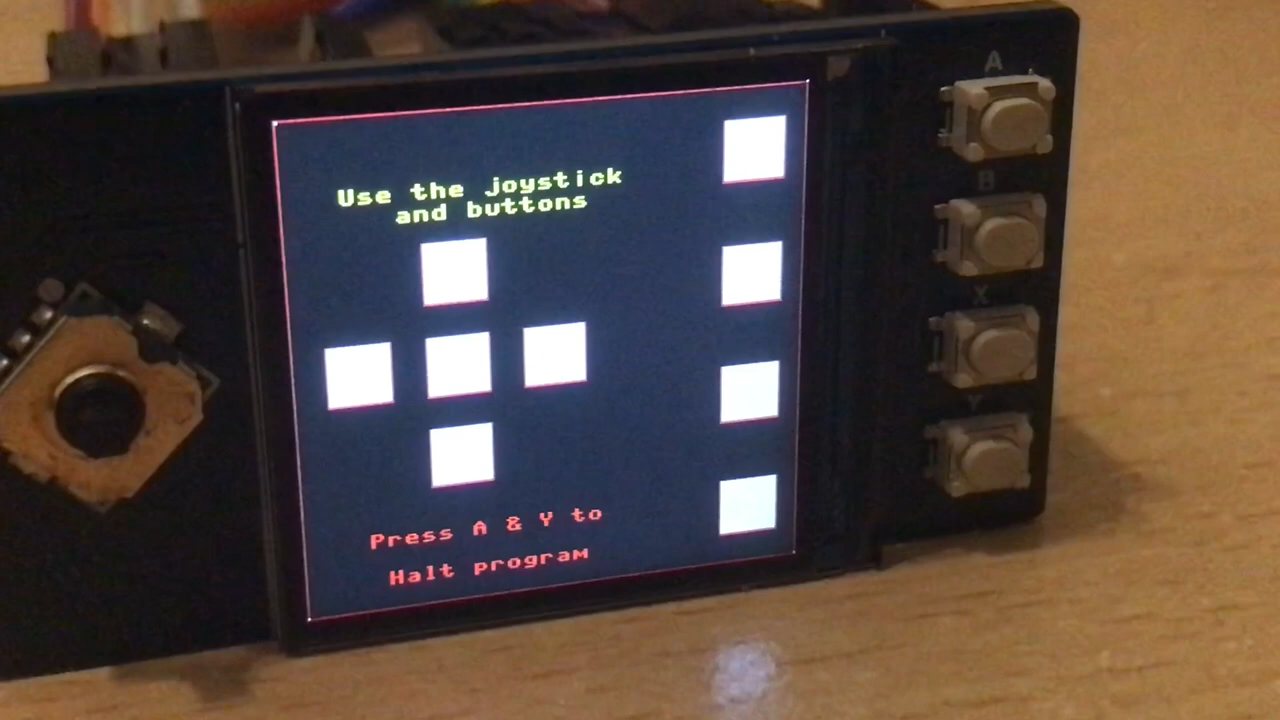 Use the joystick
and buttons
Press A & Y to
Halt program
A
B
X
Y